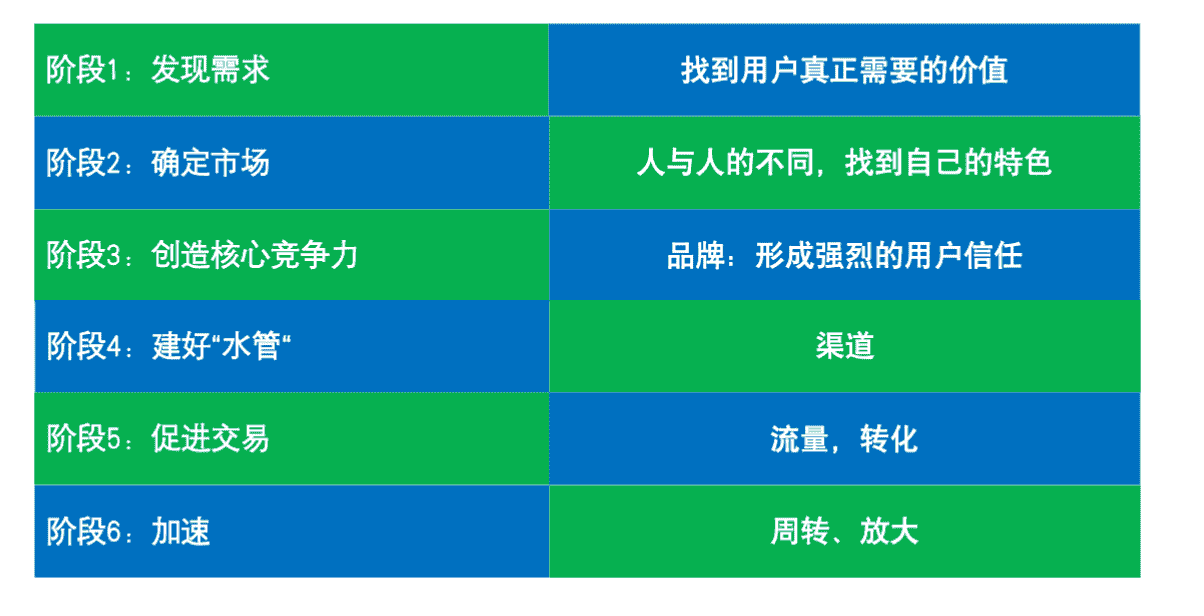 阶段1：发现需求
找到用户真正需要的价值
阶段2：确定市场
人与人的不同，找到自己的特色
阶段3：创造核心竞争力
品牌：形成强烈的用户信任
阶段4：建好“水管“
渠道
阶段5：促进交易
流量，转化
阶段6：加速
周转、放大